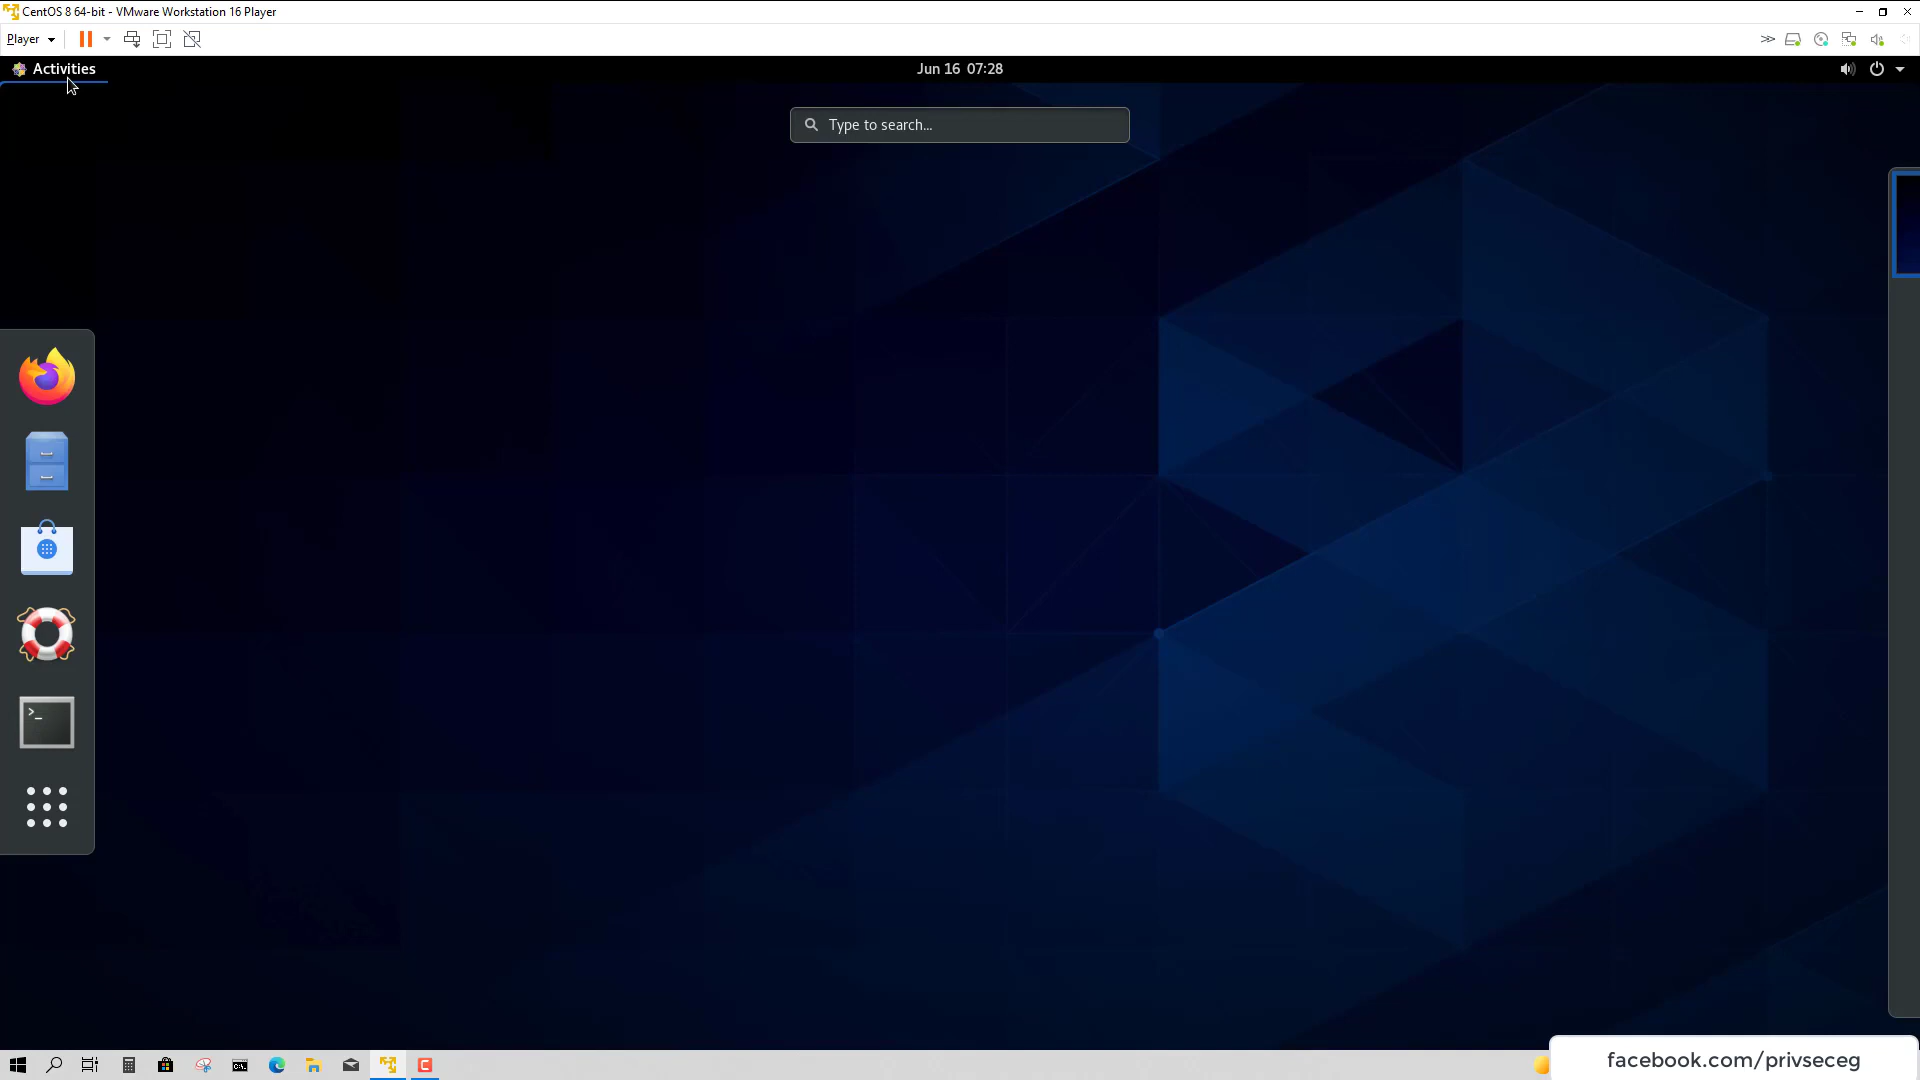 CentOS 8 64-bit - VMware Workstation 16 Player
Player
Activities
Jun 16 07:28
Type to search...
>_
C:\
C
facebook.com/privseceg